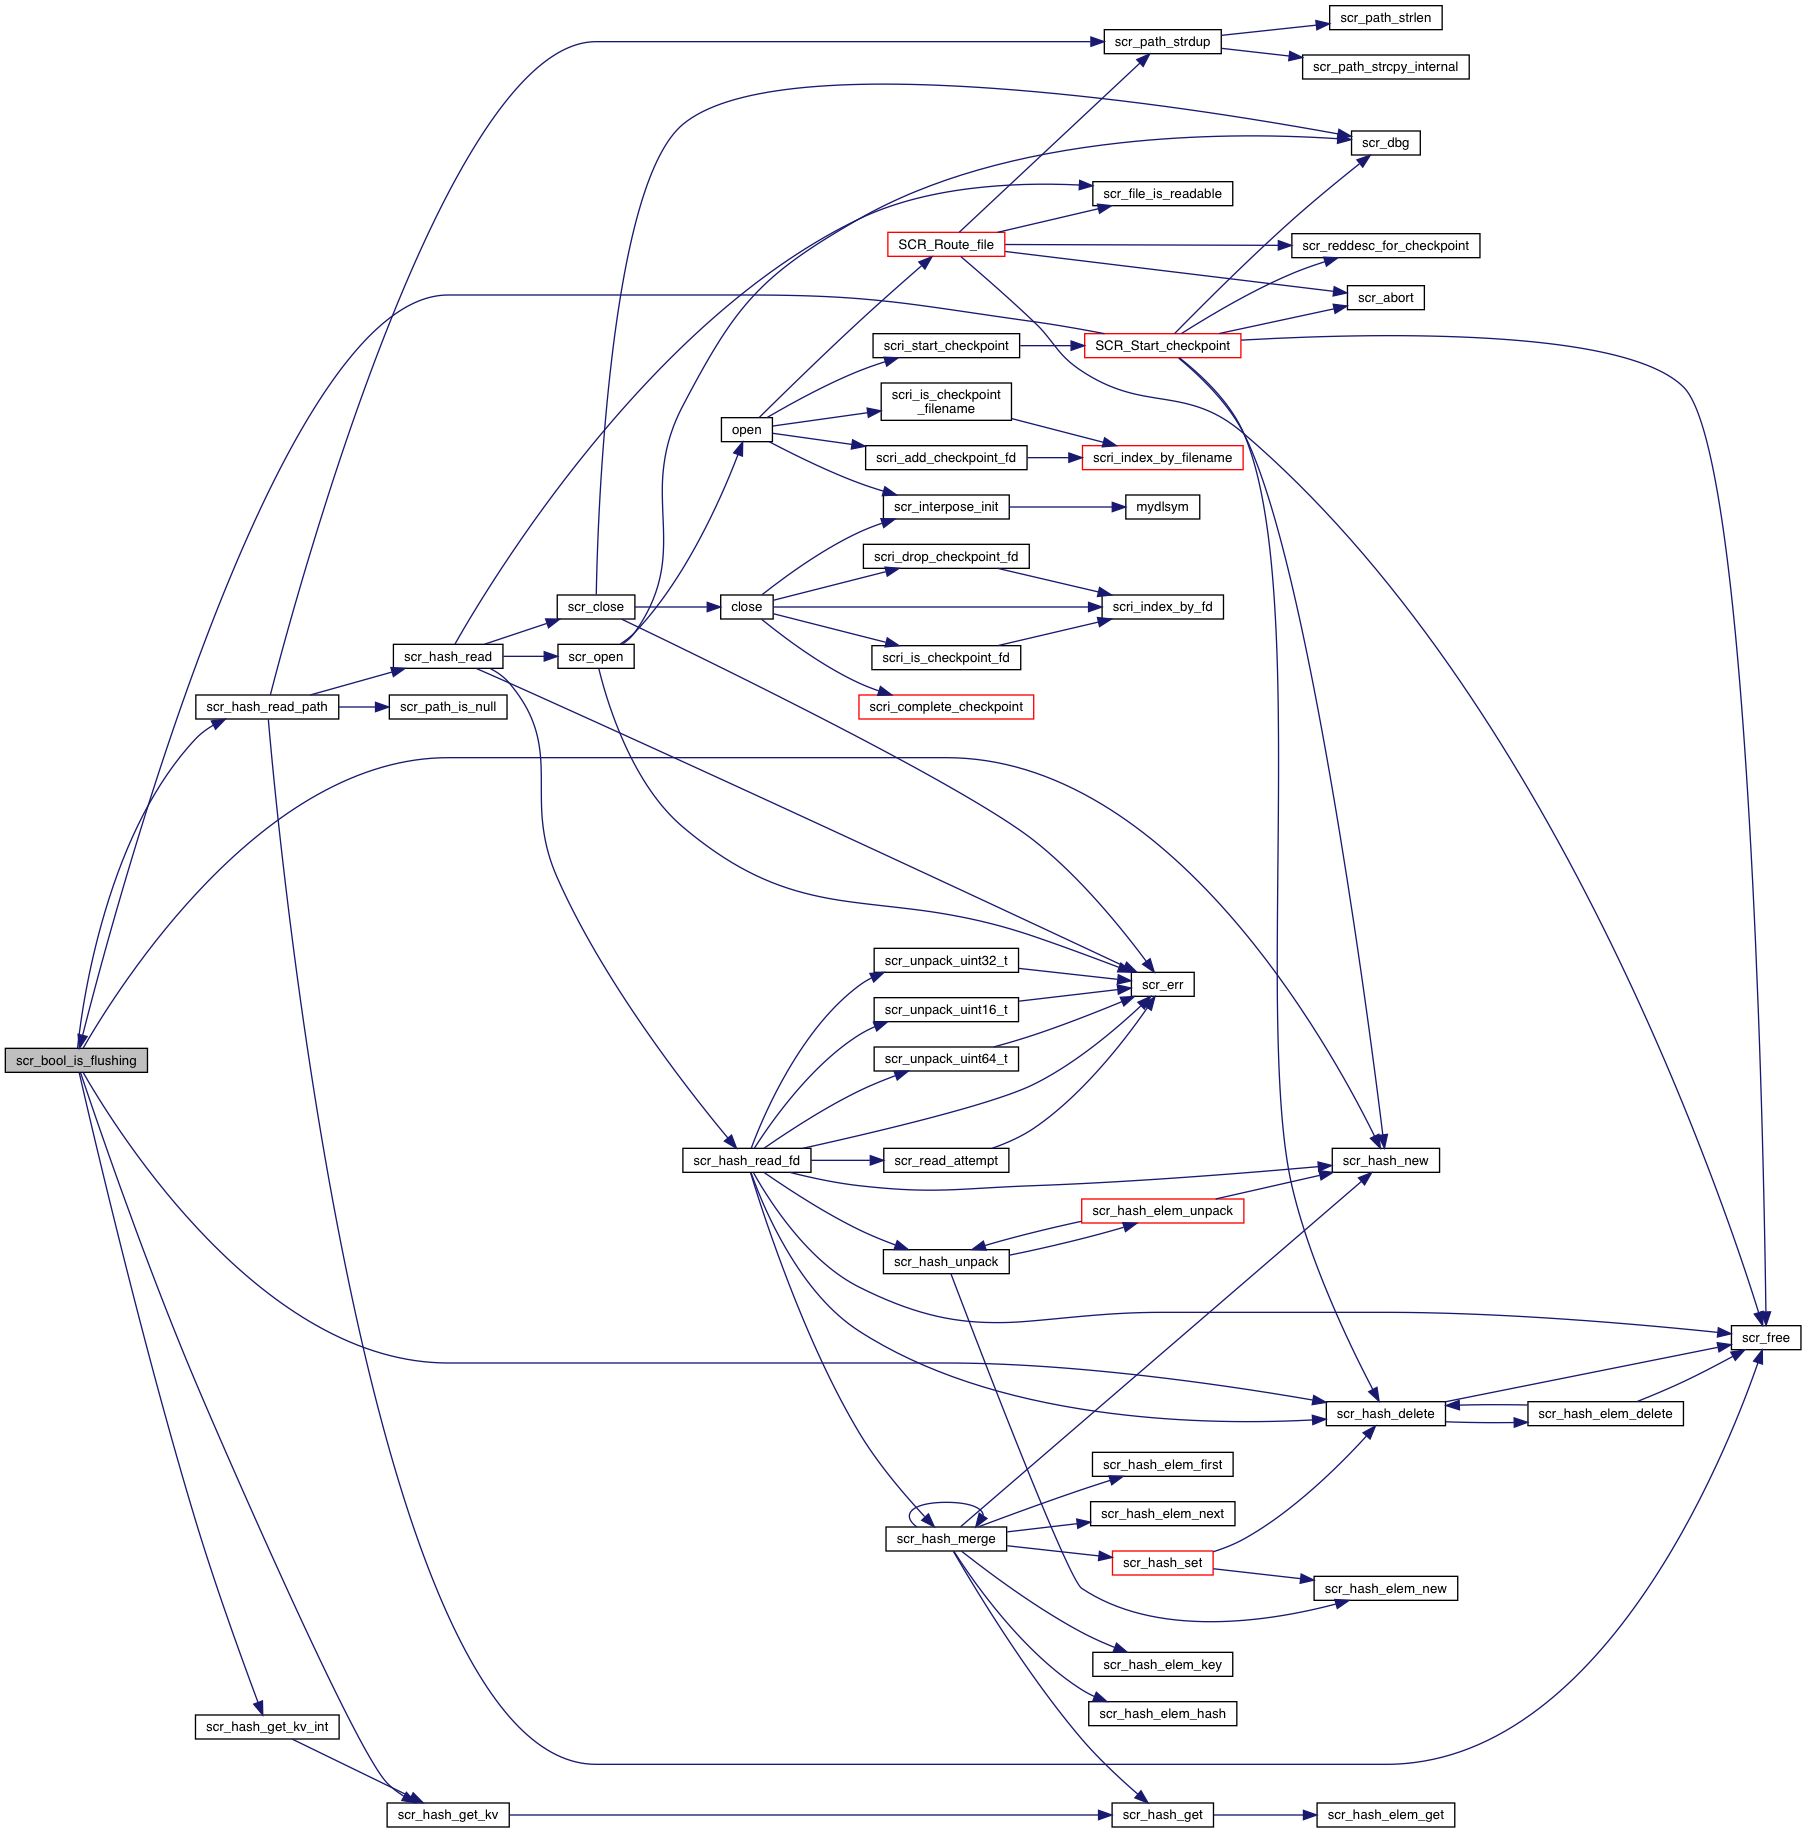 scr_path_strlen
scr_path_strdup
scr_path_strcpy_internal
scr_dbg
scr_file_is_readable
SCR_Route_file
scr_reddesc_for_checkpoint
scr_abort
scri_start_checkpoint
SCR_Start_checkpoint
scri_is_checkpoint
_filename
open
scri_add_checkpoint_fd
scri_index_by_filename
scr_interpose_init
mydlsym
scri_drop_checkpoint_fd
scr_close
close
scri_index_by_fd
scr_hash_read
scr_open
scri_is_checkpoint_fd
scr_hash_read_path
scr_path_is_null
scri_complete_checkpoint
scr_unpack_uint32_t
scr_err
scr_unpack_uint16_t
scr_bool_is_flushing
scr_unpack_uint64_t
scr_hash_read_fd
scr_read_attempt
scr_hash_new
scr_hash_elem_unpack
scr_hash_unpack
scr_free
scr_hash_delete
scr_hash_elem_delete
scr_hash_elem_first
scr_hash_elem_next
scr_hash_merge
scr_hash_set
scr_hash_elem_new
scr_hash_elem_key
scr_hash_elem_hash
scr_hash_get_kv_int
scr_hash_get_kv
scr_hash_get
scr_hash_elem_get